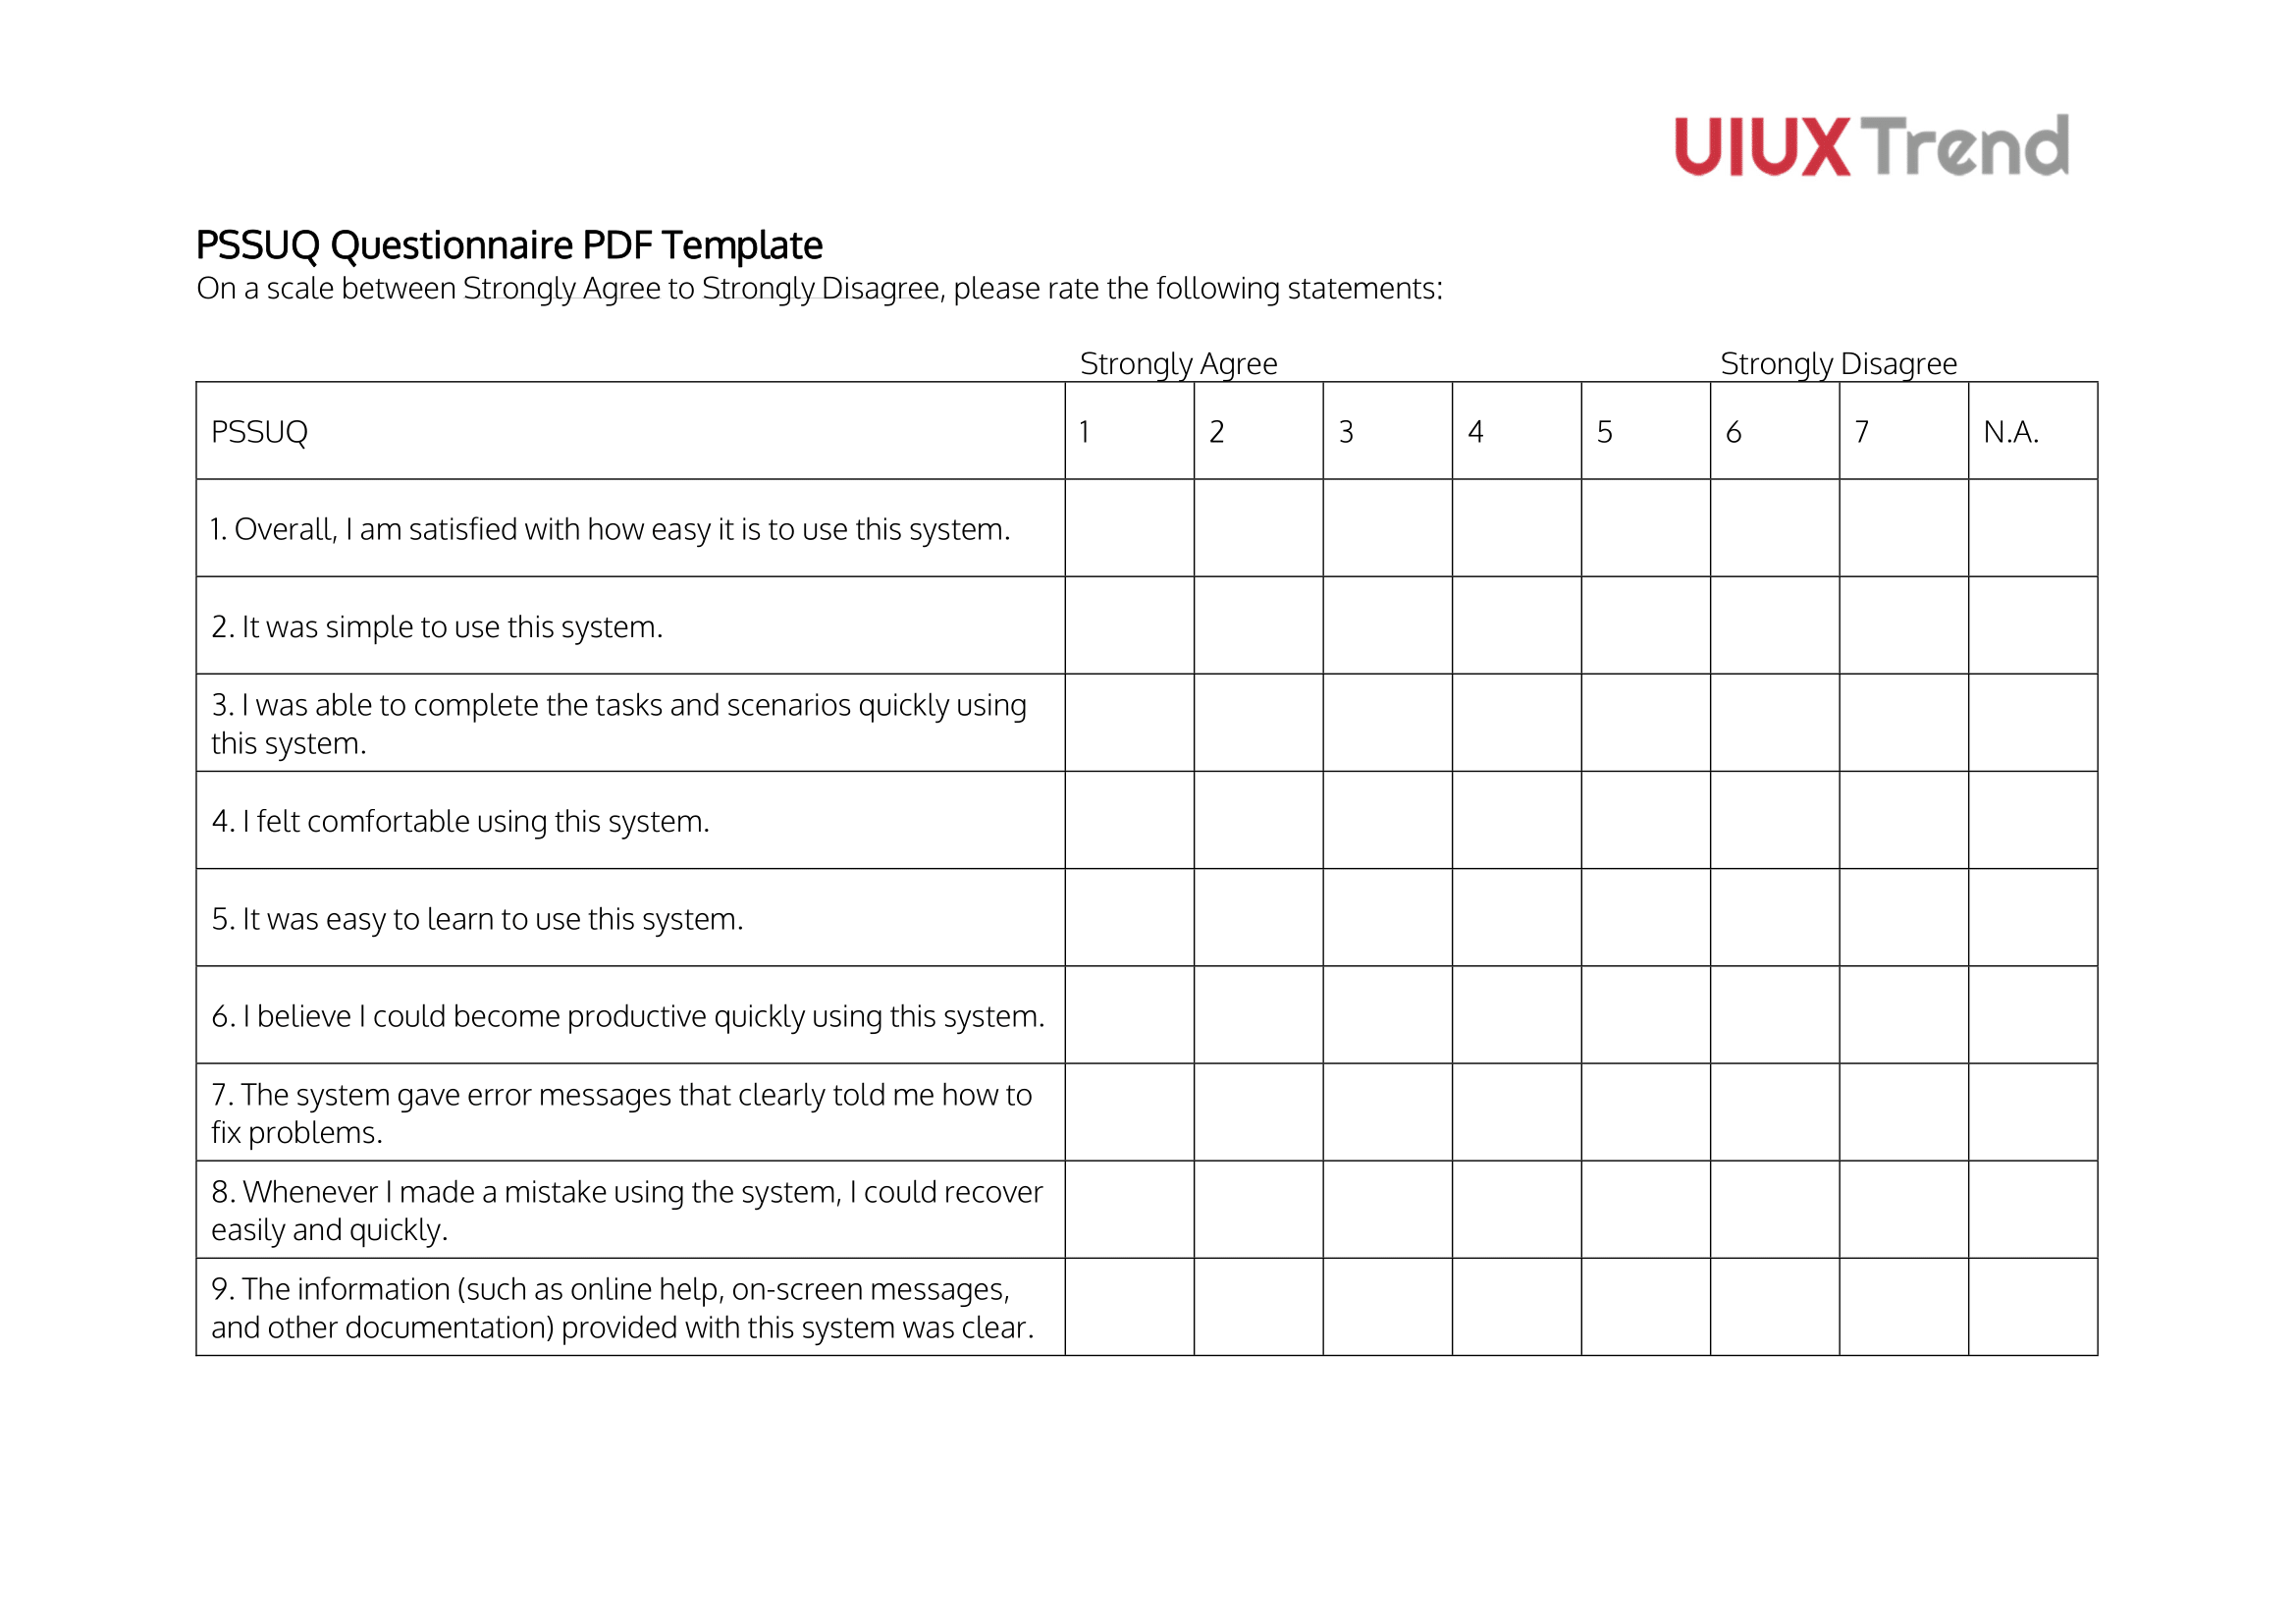 UIUX Trend
PSSUQ Questionnaire PDF Template
On a scale between Strongly Agree to Strongly Disagree, please rate the following statements:
Strongly Agree Strongly Disagree
PSSUQ 1 2 3 4 5 6 7 N.A.
1. Overall, I am satisfied with how easy it is to use this system.
2. It was simple to use this system.
3. I was able to complete the tasks and scenarios quickly using
this system.
4. I felt comfortable using this system.
5. It was easy to learn to use this system.
6. I believe I could become productive quickly using this system.
7. The system gave error messages that clearly told me how to
fix problems.
8. Whenever I made a mistake using the system, I could recover
easily and quickly.
9. The information (such as online help, on-screen messages,
and other documentation) provided with this system was clear.